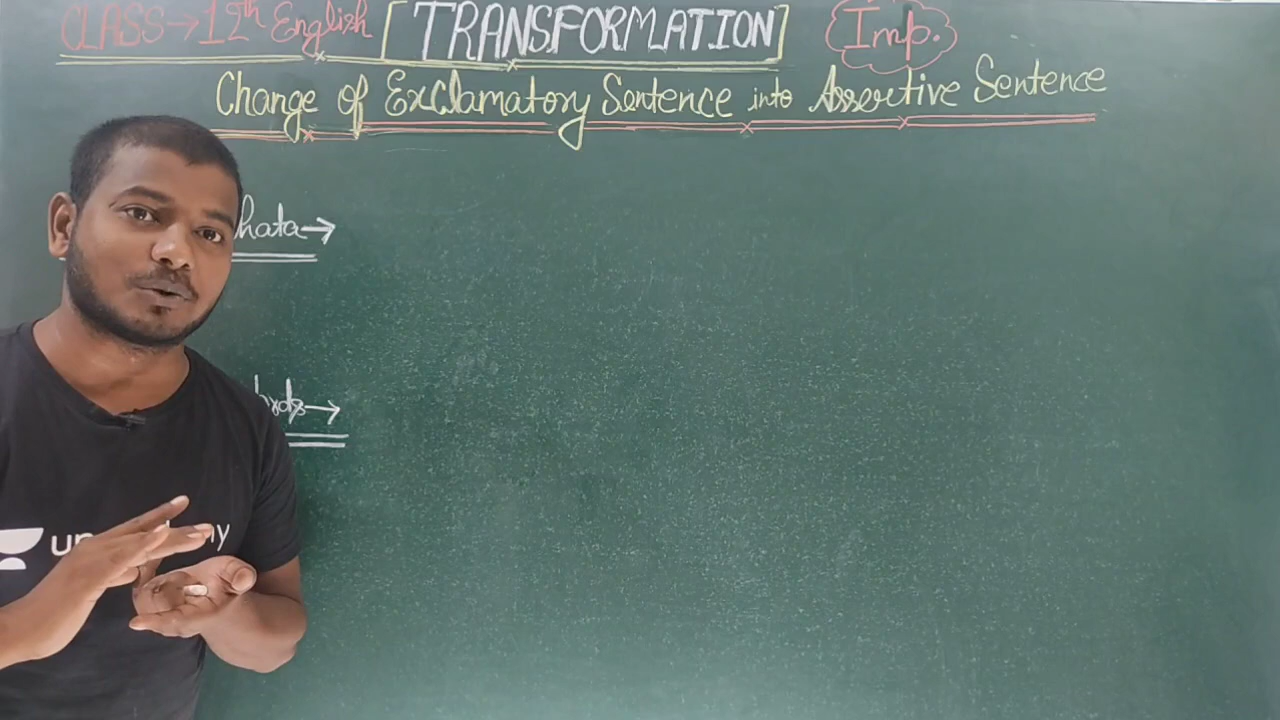 CLASS→12th English [TRANSFORMATION] Imp.
Change of Exclamatory Sentence into Assertive Sentence
hata→